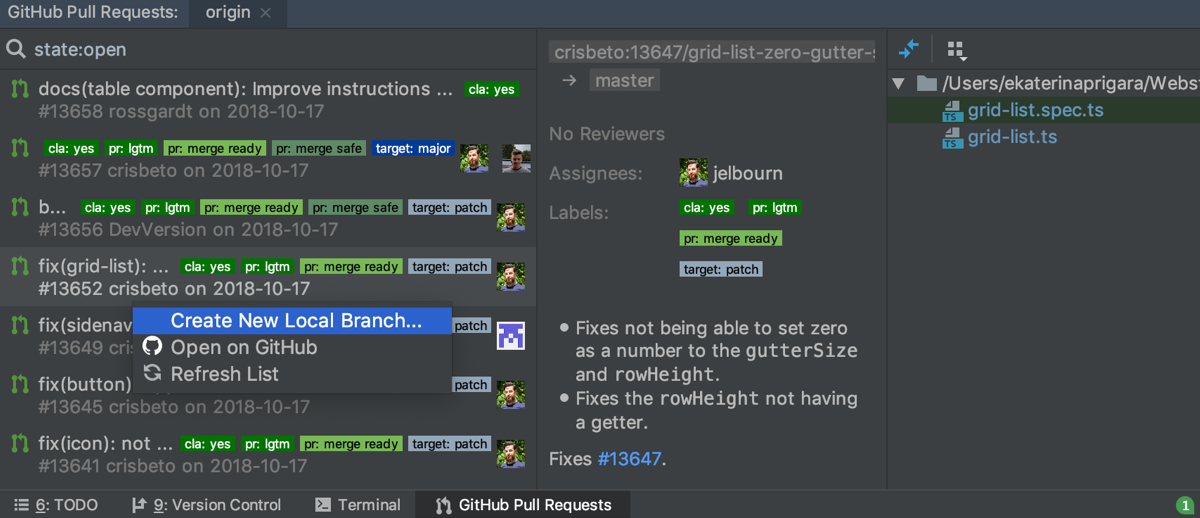 GitHub Pull Requests: origin
state:open
docs(table component): Improve instructions ... cla: yes
#13658 rossgardt on 2018-10-17
cla: yes pr: lgtm pr: merge ready pr: merge safe target: major
#13657 crisbeto on 2018-10-17
b... cla: yes pr: lgtm pr: merge ready pr: merge safe target: patch
#13656 DevVersion on 2018-10-17
fix(grid-list): ... cla: yes pr: lgtm pr: merge ready target: patch
#13652 crisbeto on 2018-10-17
fix(sidenav patch
#13649 cris
Create New Local Branch...
Open on GitHub
Refresh List
fix(button) patch
#13645 crisbeto on 2018-10-17
fix(icon): not ... cla: yes pr: lgtm pr: merge ready target: patch
#13641 crisbeto on 2018-10-17
crisbeto:13647/grid-list-zero-gutter-s
→ master
No Reviewers
Assignees: jelbourn
Labels: cla: yes pr: lgtm
pr: merge ready
target: patch
• Fixes not being able to set zero
as a number to the gutterSize
and rowHeight.
• Fixes the rowHeight not having
a getter.
Fixes #13647.
/Users/ekaterinaprigara/Webst
grid-list.spec.ts
grid-list.ts
6: TODO 9: Version Control Terminal GitHub Pull Requests 1